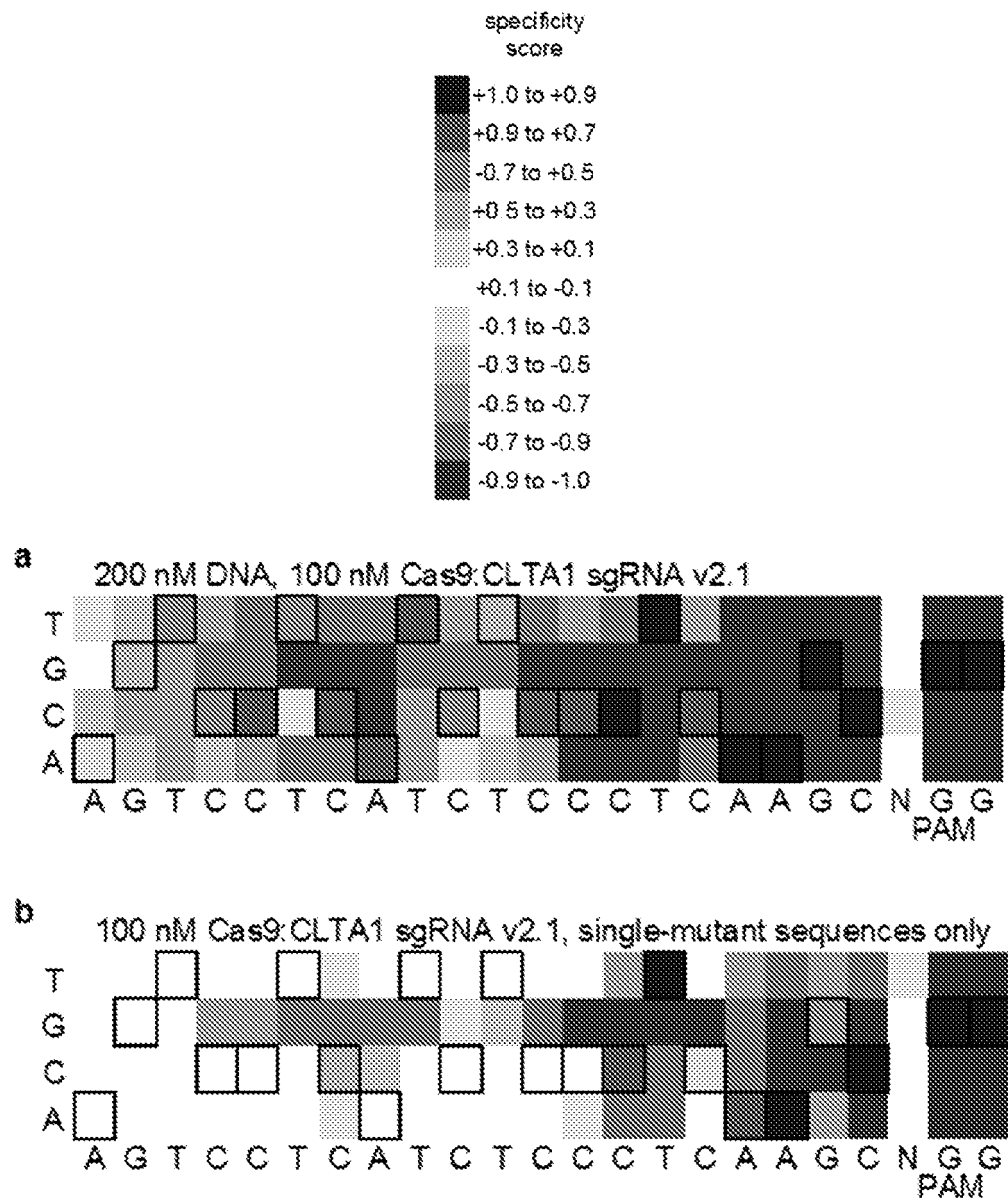 specificity
score
+1.0 to +0.9
+0.9 to +0.7
-0.7 to +0.5
+0.5 to +0.3
+0.3 to +0.1
+0.1 to -0.1
-0.1 to -0.3
-0.3 to -0.5
-0.5 to -0.7
-0.7 to -0.9
-0.9 to -1.0
a
200 nM DNA, 100 nM Cas9:CLTA1 sgRNA v2.1
T
G
C
A
A G T C C T C A T C T C C C T C A A G C N G G
PAM
b
100 nM Cas9:CLTA1 sgRNA v2.1, single-mutant sequences only
T
G
C
A
A G T C C T C A T C T C C C T C A A G C N G G
PAM